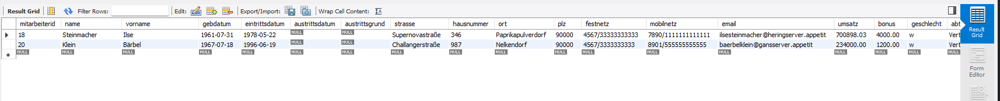 Result Grid Filter Rows: Edit: Export/Import: Wrap Cell Content:
mitarbeiterid name vorname gebdatum eintrittsdatum austrittsdatum austrittsgrund strasse hausnummer ort plz festnetz mobilnetz email umsatz bonus geschlecht abt
18 Steinmacher Ilse 1961-07-31 1978-05-22 NULL NULL Supernovastraße 346 Paprikapulverdorf 90000 4567/33333333333 7890/1111111111111 ilsesteinmacher@heringserver.appetit 700898.03 4000.00 w Vert
20 Klein Bärbel 1967-07-18 1996-06-19 NULL NULL Challangerstraße 987 Nelkendorf 90000 4567/3333333333 8901/555555555555 baerbelklein@gansserver.appetit 234000.00 1200.00 w Vert
NULL NULL NULL NULL NULL NULL NULL NULL NULL NULL NULL NULL NULL NULL NULL NULL NULL NULL
Result
Grid
Form
Editor